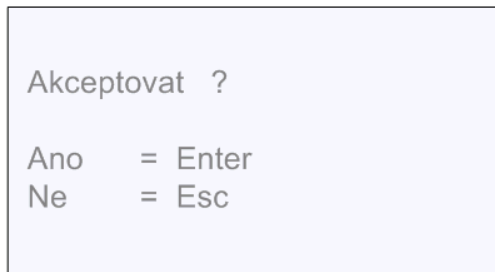 Akceptovat ?
Ano = Enter
Ne = Esc